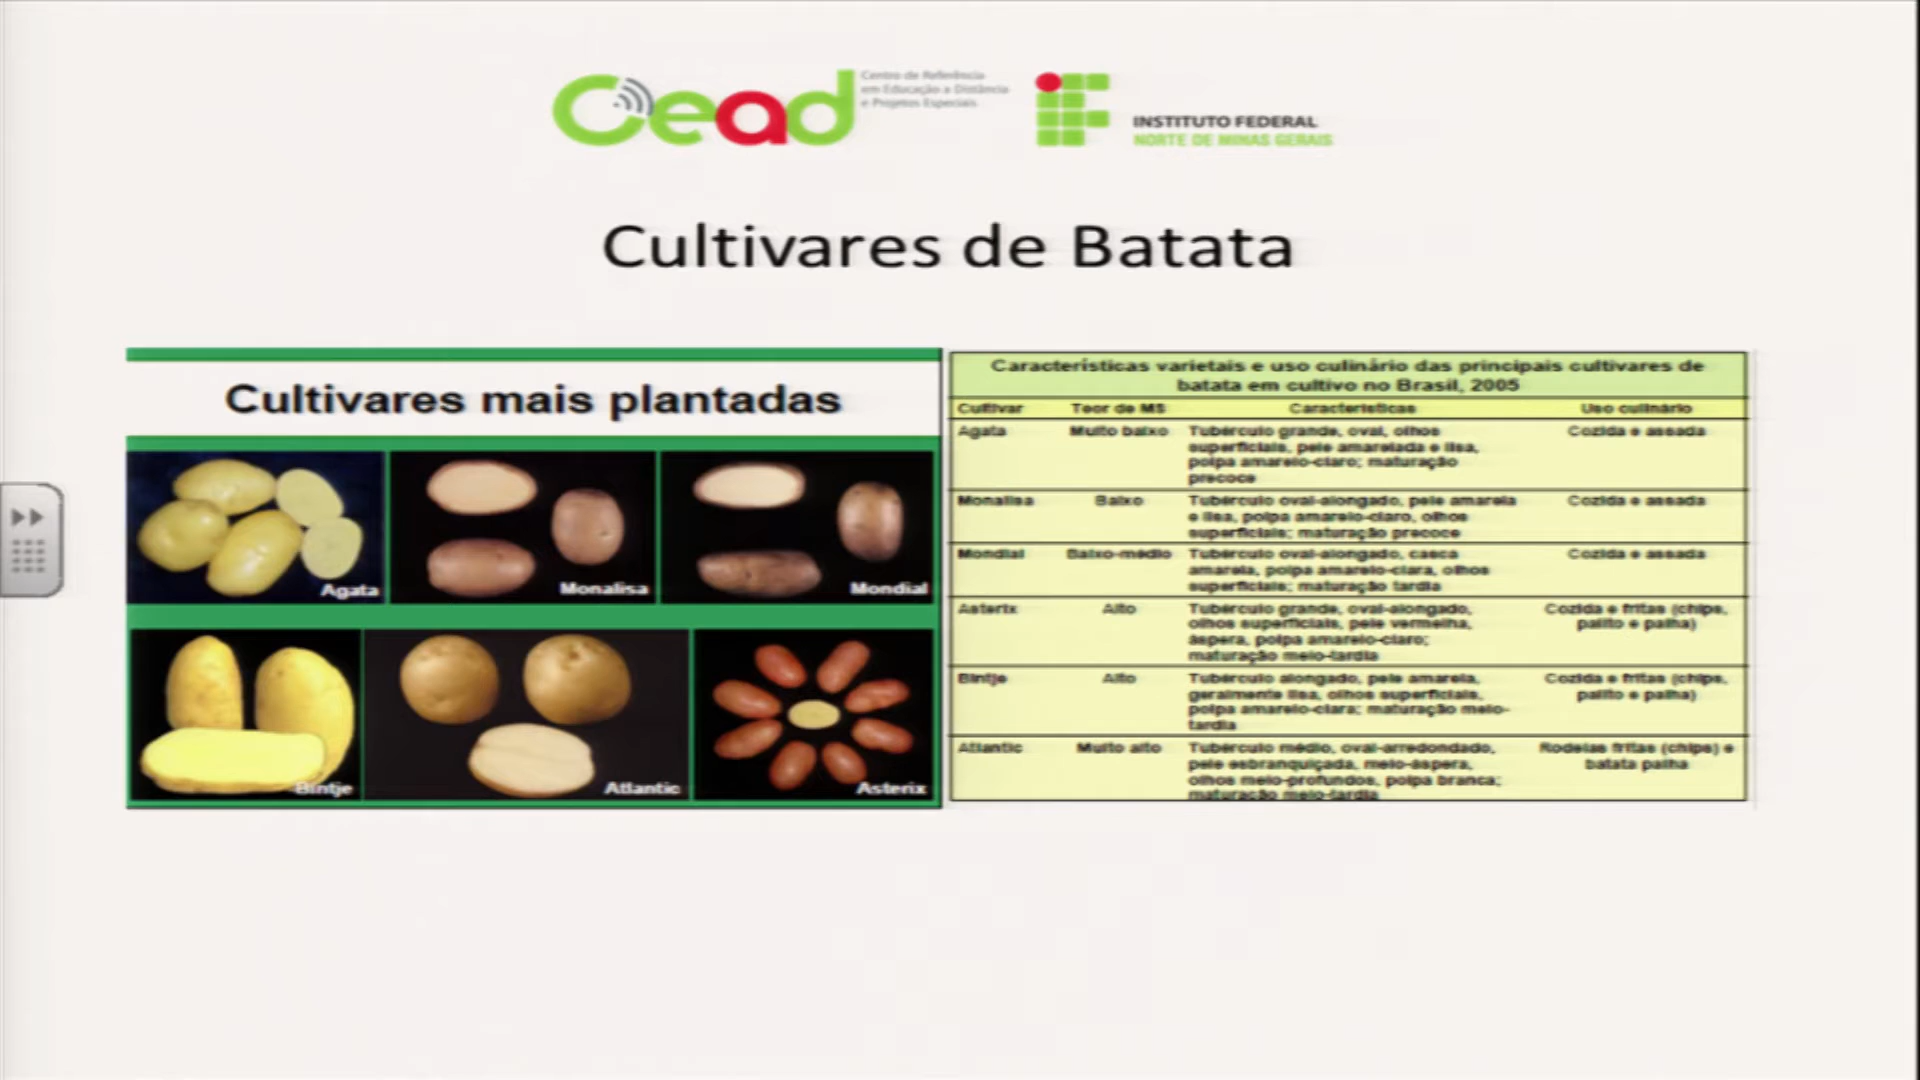 Cead
Centro de Referência
em Educação a Distância
e Projetos Especiais
INSTITUTO FEDERAL
NORTE DE MINAS GERAIS
Cultivares de Batata
Cultivares mais plantadas
Agata
Monalisa
Mondial
Bintje
Atlantic
Asterix
Características varietais e uso culinário das principais cultivares de
batata em cultivo no Brasil, 2005
Cultivar Teor de MS Características Uso culinário
Agata Muito baixo Tubérculo grande, oval, olhos Cozida e assada
superficiais, pele amarelada e lisa,
polpa amarelo-claro; maturação
precoce
Monalisa Baixo Tubérculo oval-alongado, pele amarela Cozida e assada
e lisa, polpa amarelo-claro, olhos
superficiais; maturação precoce
Mondial Baixo-médio Tubérculo oval-alongado, casca Cozida e assada
amarela, polpa amarelo-clara, olhos
superficiais; maturação tardia
Asterix Alto Tubérculo grande, oval-alongado, Cozida e fritas (chips,
olhos superficiais, pele vermelha, palito e palha)
áspera, polpa amarelo-claro;
maturação meio-tardia
Bintje Alto Tubérculo alongado, pele amarela, Cozida e fritas (chips,
geralmente lisa, olhos superficiais, palito e palha)
polpa amarelo-clara; maturação meio-
tardia
Atlantic Muito alto Tubérculo médio, oval-arredondado, Rodelas fritas (chips) e
pele esbranquiçada, meio-áspera, batata palha
olhos meio-profundos, polpa branca;
maturação meio-tardia